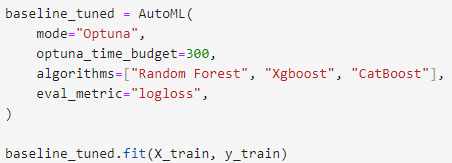 baseline_tuned = AutoML(
    mode="Optuna",
    optuna_time_budget=300,
    algorithms=["Random Forest", "Xgboost", "CatBoost"],
    eval_metric="logloss",
)

baseline_tuned.fit(X_train, y_train)